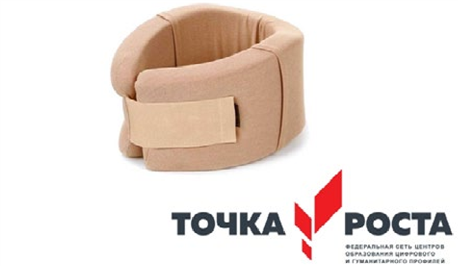 ТОЧКА РОСТА
ФЕДЕРАЛЬНАЯ СЕТЬ ЦЕНТРОВ
ОБРАЗОВАНИЯ ЦИФРОВОГО
И ГУМАНИТАРНОГО ПРОФИЛЕЙ